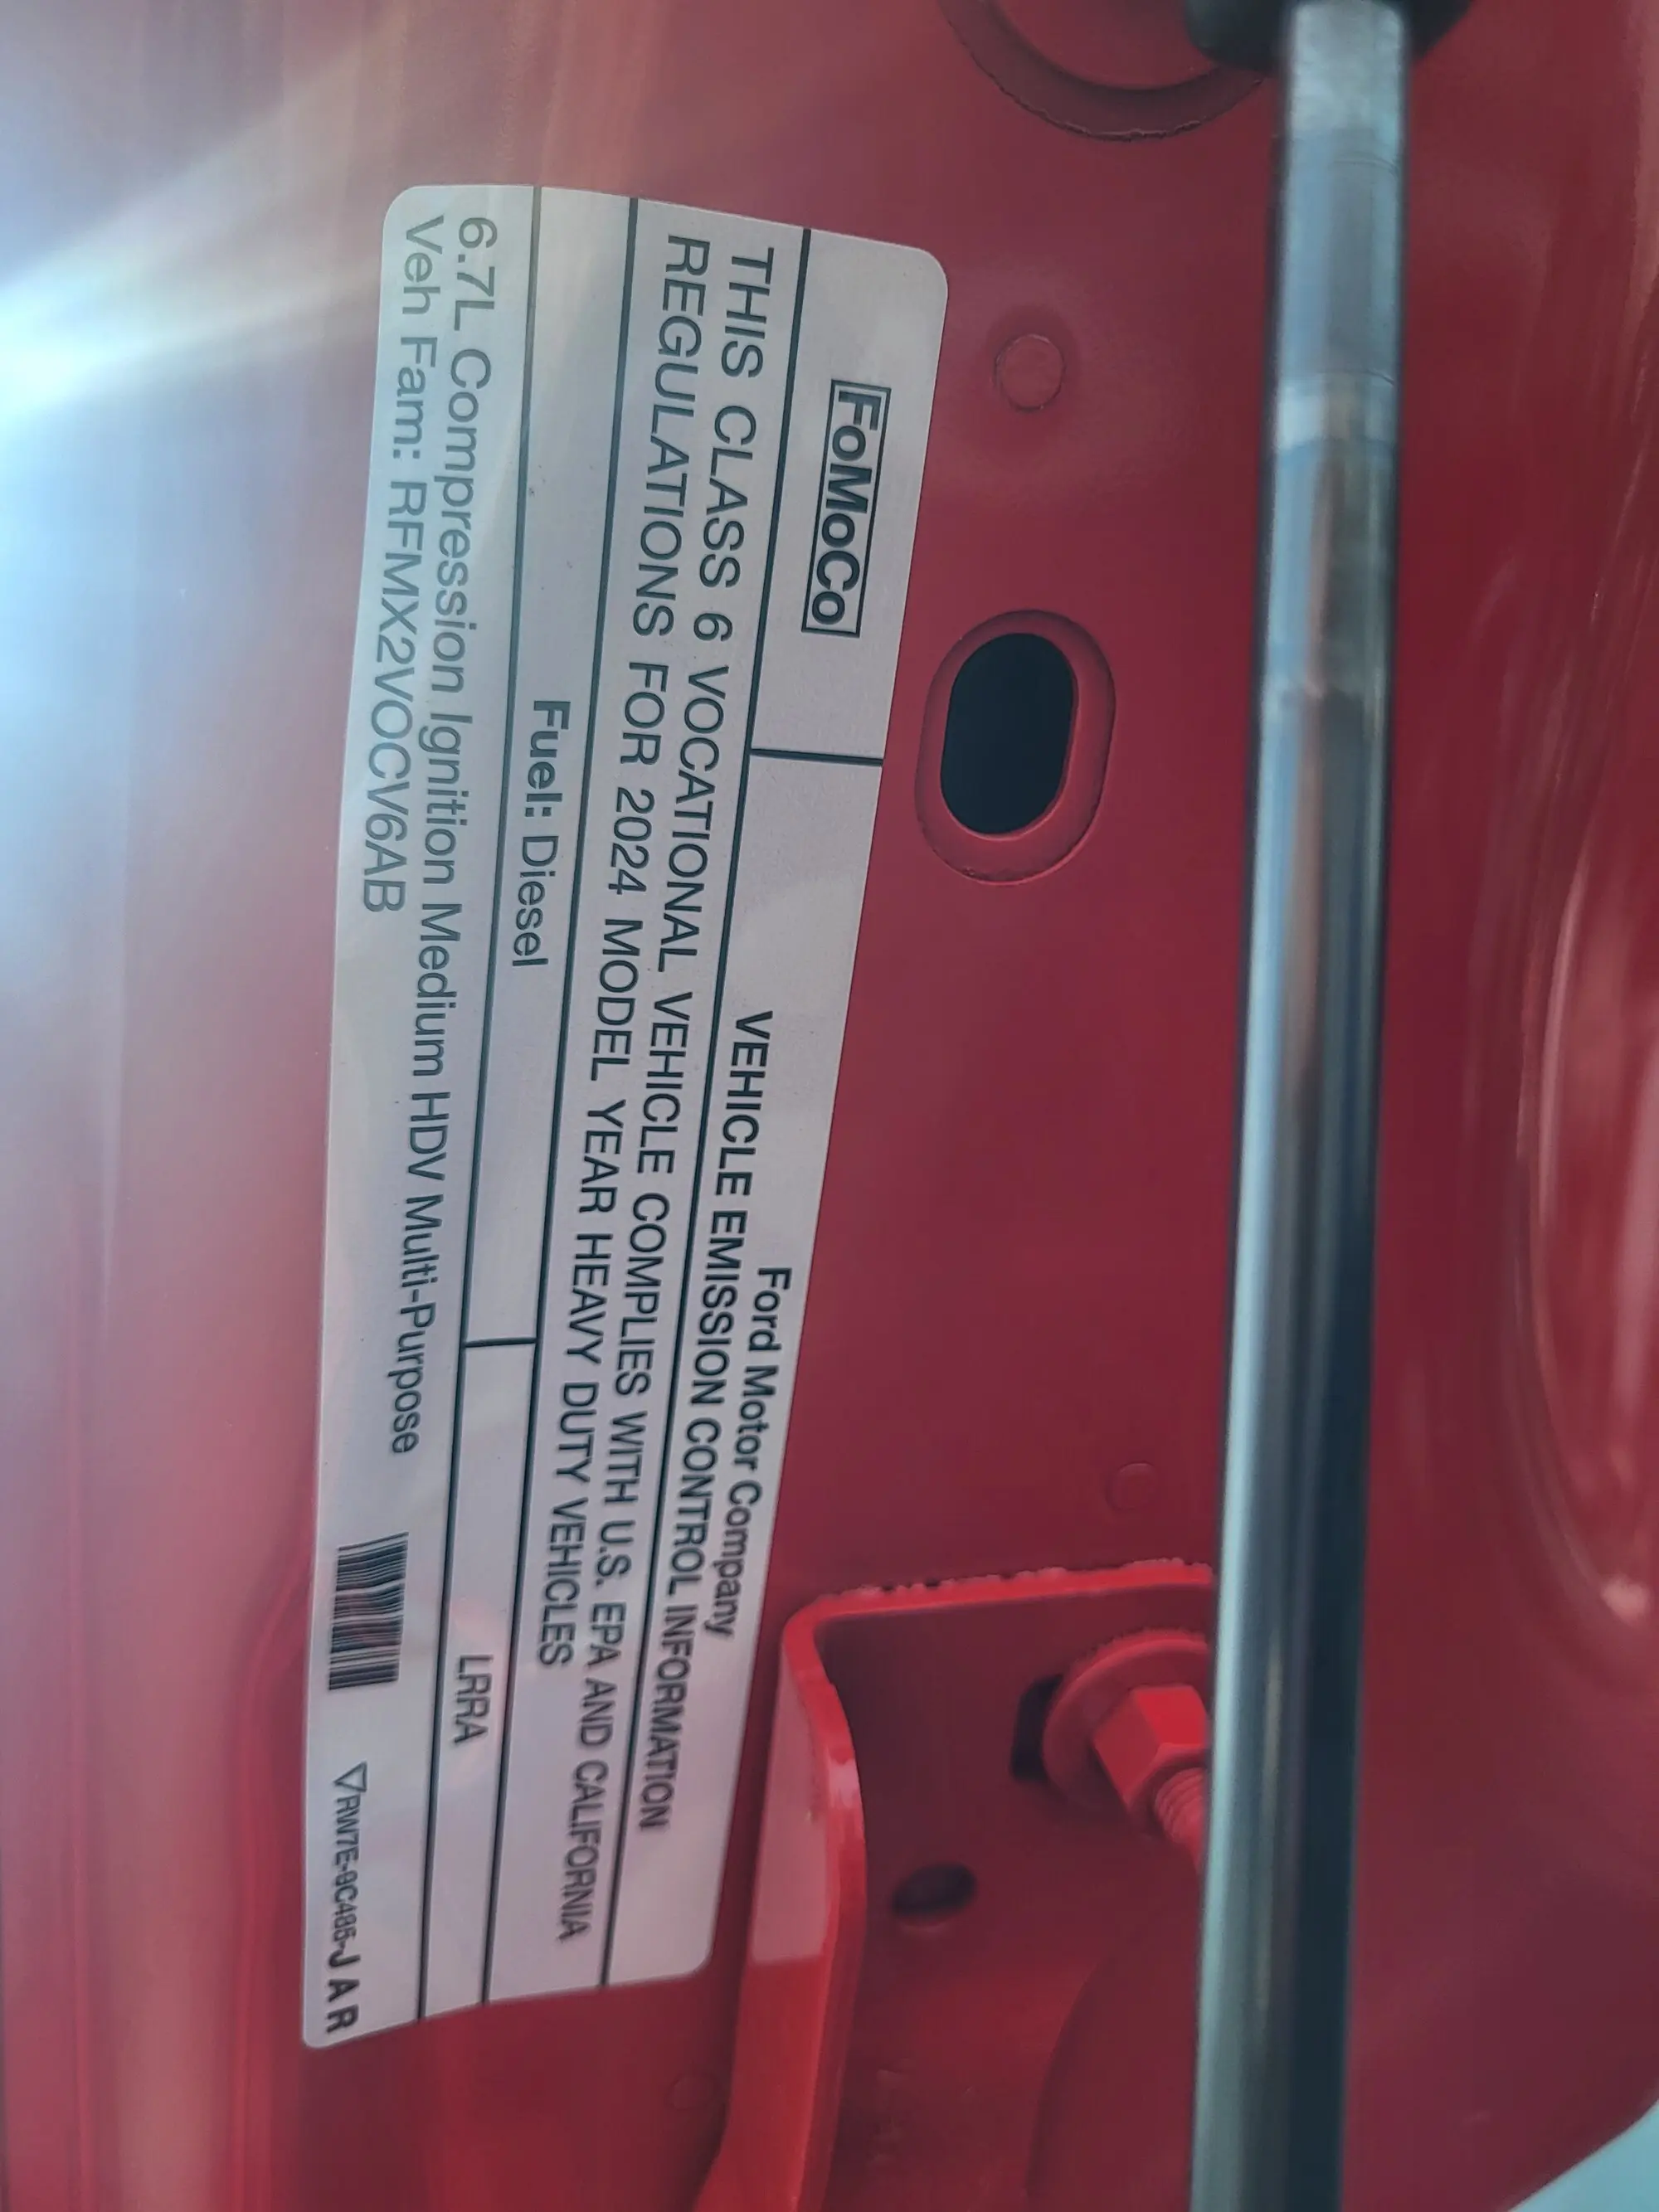 FoMoCo
Ford Motor Company
VEHICLE EMISSION CONTROL INFORMATION
THIS CLASS 6 VOCATIONAL VEHICLE COMPLIES WITH U.S. EPA AND CALIFORNIA
REGULATIONS FOR 2024 MODEL YEAR HEAVY DUTY VEHICLES
Fuel: Diesel
LRRA
6.7L Compression Ignition Medium HDV Multi-Purpose
Veh Fam: RFMX2VOCV6AB
RW7E-9C485-J A R